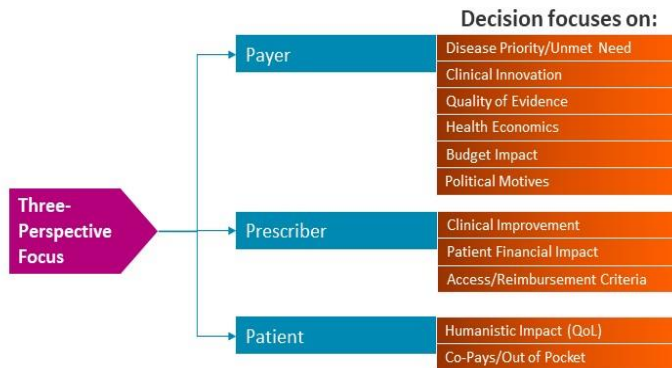 Decision focuses on:
Three-
Perspective
Focus
Payer
Disease Priority/Unmet Need
Clinical Innovation
Quality of Evidence
Health Economics
Budget Impact
Political Motives
Prescriber
Clinical Improvement
Patient Financial Impact
Access/Reimbursement Criteria
Patient
Humanistic Impact (QoL)
Co-Pays/Out of Pocket